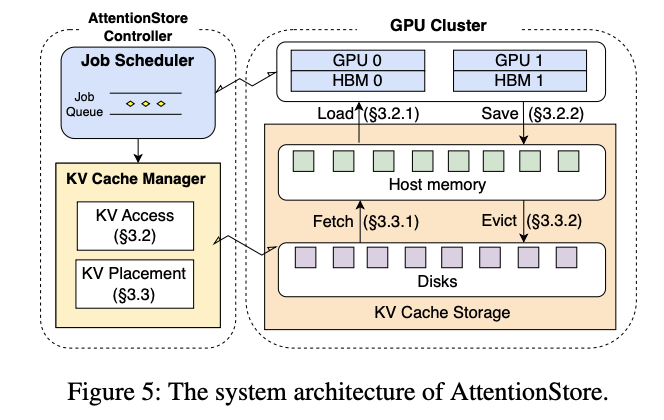 AttentionStore
Controller
Job Scheduler
Job
Queue
KV Cache Manager
KV Access
(§3.2)
KV Placement
(§3.3)
GPU Cluster
GPU 0
HBM 0
GPU 1
HBM 1
Load (§3.2.1)
Save (§3.2.2)
Host memory
Fetch (§3.3.1)
Evict (§3.3.2)
Disks
KV Cache Storage
Figure 5: The system architecture of AttentionStore.